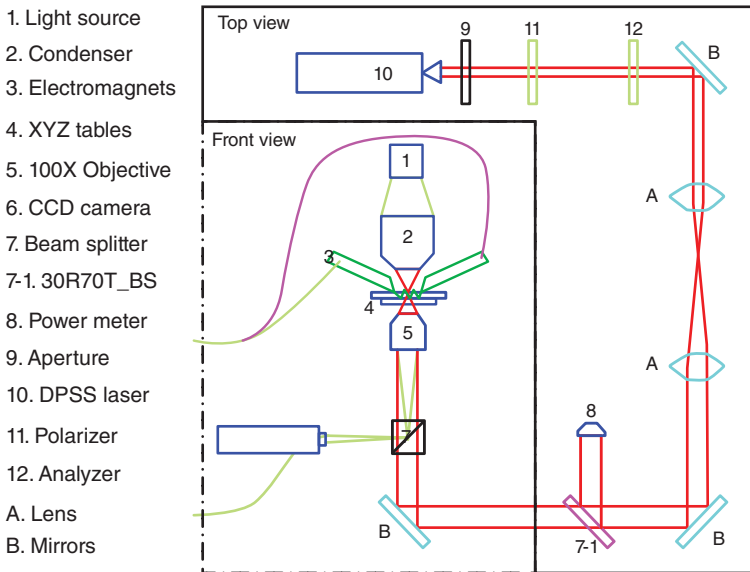 1. Light source
2. Condenser
3. Electromagnets
4. XYZ tables
5. 100X Objective
6. CCD camera
7. Beam splitter
7-1. 30R70T_BS
8. Power meter
9. Aperture
10. DPSS laser
11. Polarizer
12. Analyzer
A. Lens
B. Mirrors
Top view
9
11
12
B
10
Front view
1
A
2
3
4
5
A
8
7
B
7-1
B